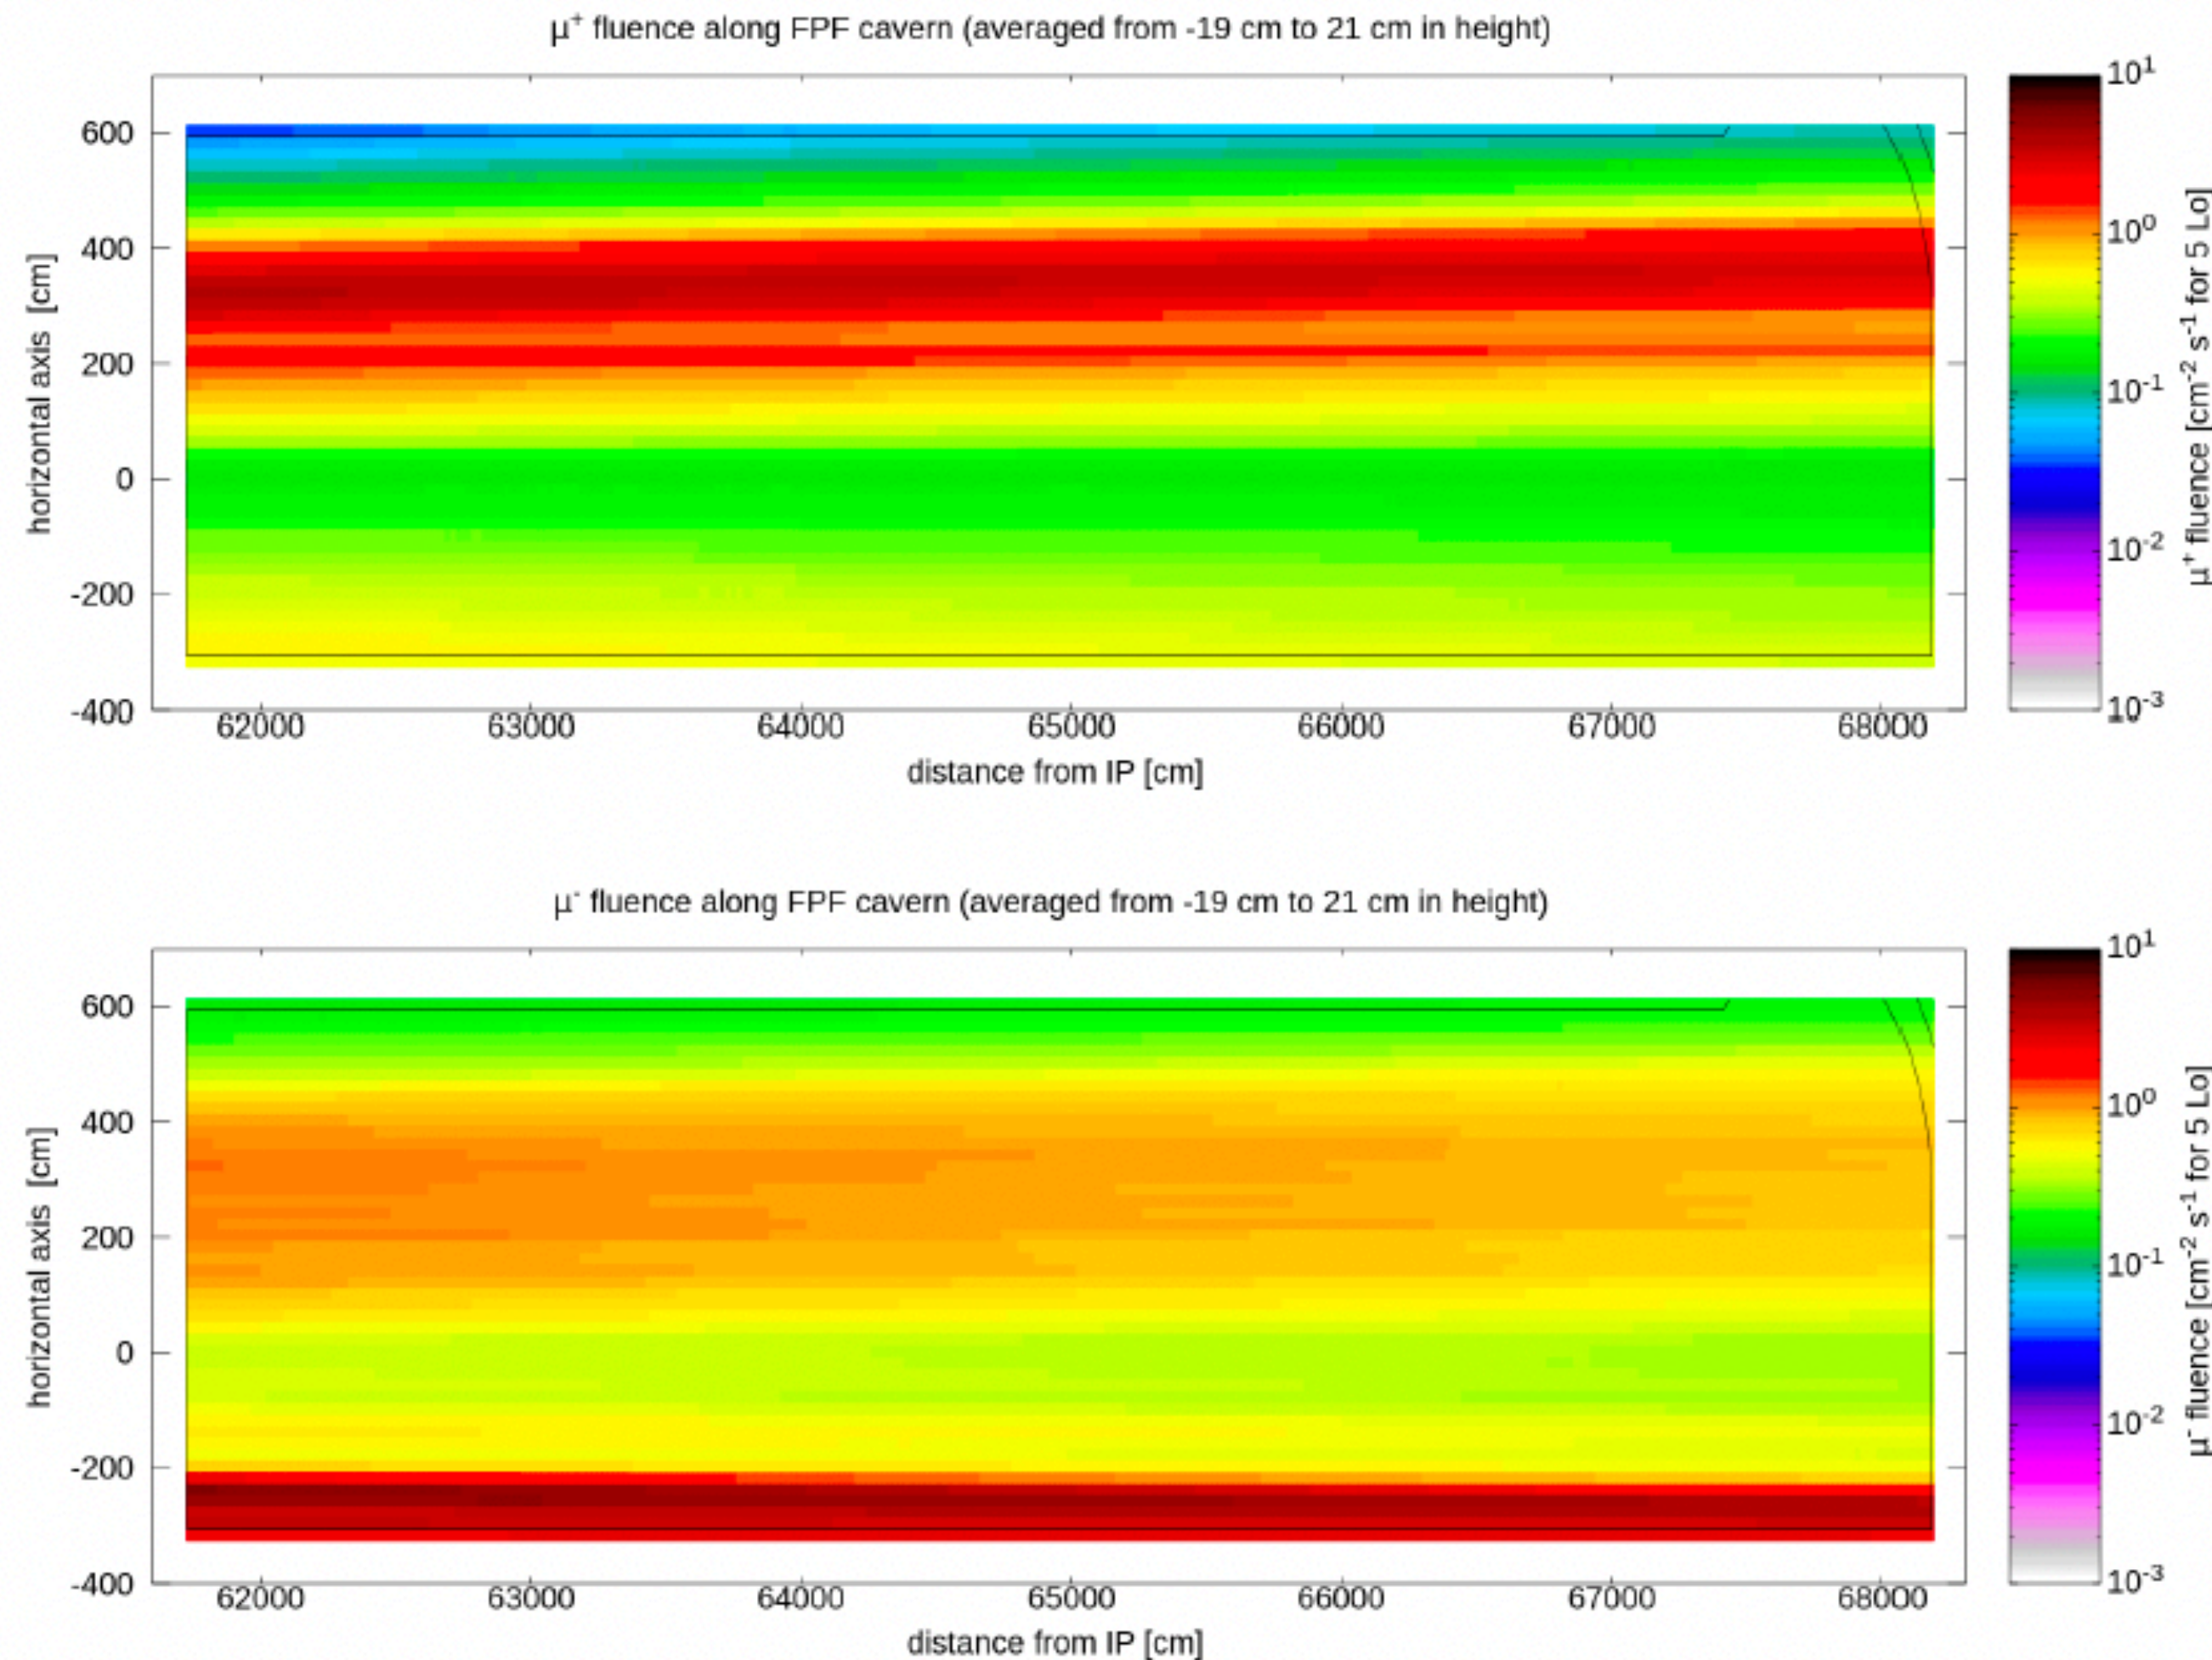 μ⁺ fluence along FPF cavern (averaged from -19 cm to 21 cm in height)
600
400
200
0
-200
-400
horizontal axis [cm]
62000 63000 64000 65000 66000 67000 68000
distance from IP [cm]
10¹
10⁰
10⁻¹
10⁻²
10⁻³
μ⁺ fluence [cm⁻² s⁻¹ for 5 Lo]
μ⁻ fluence along FPF cavern (averaged from -19 cm to 21 cm in height)
600
400
200
0
-200
-400
horizontal axis [cm]
62000 63000 64000 65000 66000 67000 68000
distance from IP [cm]
10¹
10⁰
10⁻¹
10⁻²
10⁻³
μ⁻ fluence [cm⁻² s⁻¹ for 5 Lo]